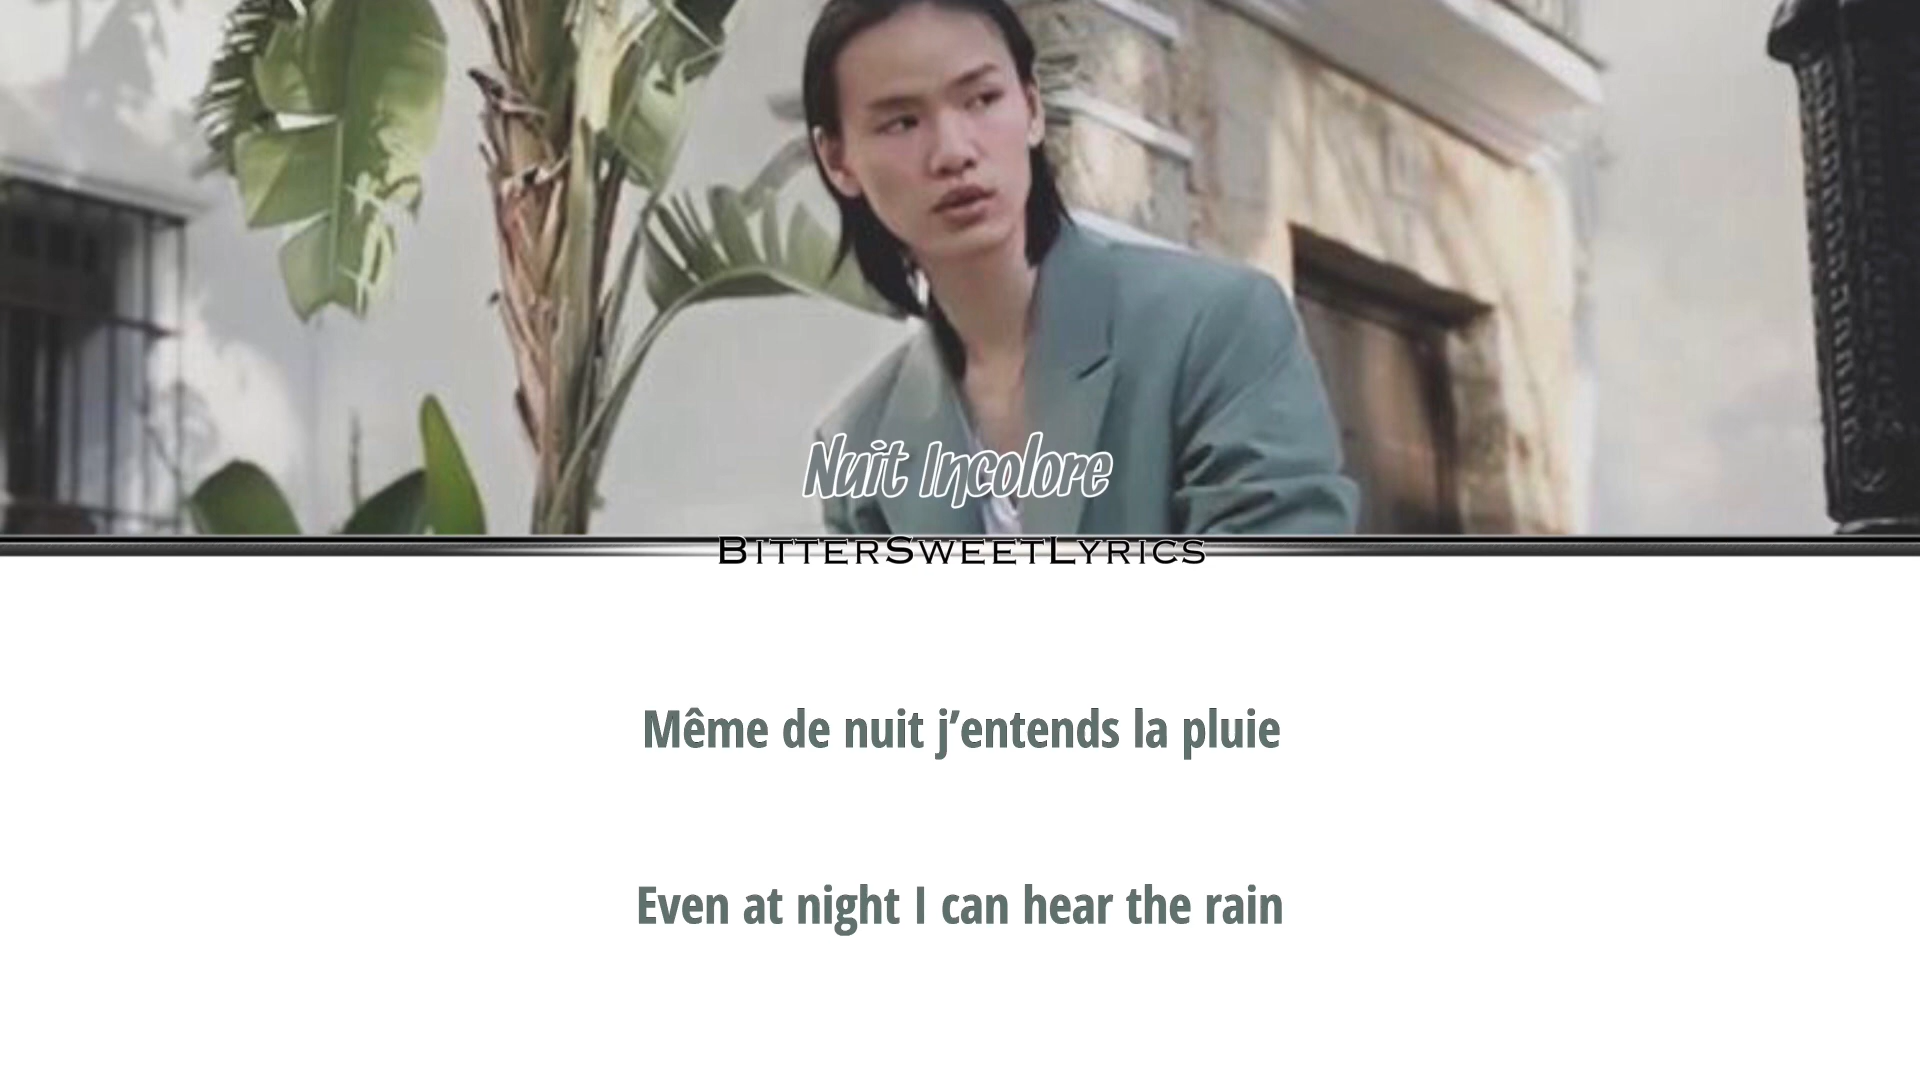 Nuit Incolore
BITTERSWEETLYRICS
Même de nuit j’entends la pluie
Even at night I can hear the rain